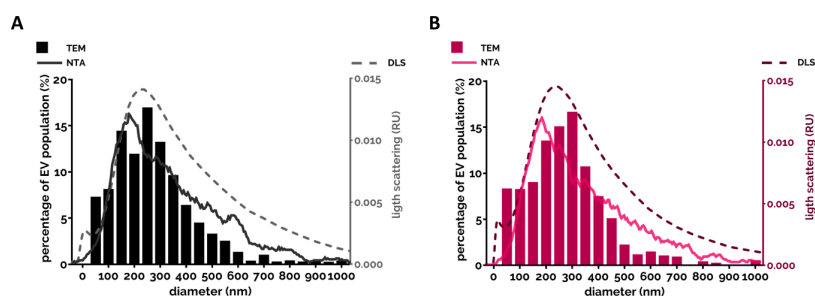 A
TEM
NTA
DLS
percentage of EV population (%)
20
15
10
5
0
0 100 200 300 400 500 600 700 800 900 1000
diameter (nm)
0.015
0.010
0.005
0.000
ligth scattering (RU)
B
TEM
NTA
DLS
percentage of EV population (%)
20
15
10
5
0
0 100 200 300 400 500 600 700 800 900 1000
diameter (nm)
0.015
0.010
0.005
0.000
ligth scattering (RU)